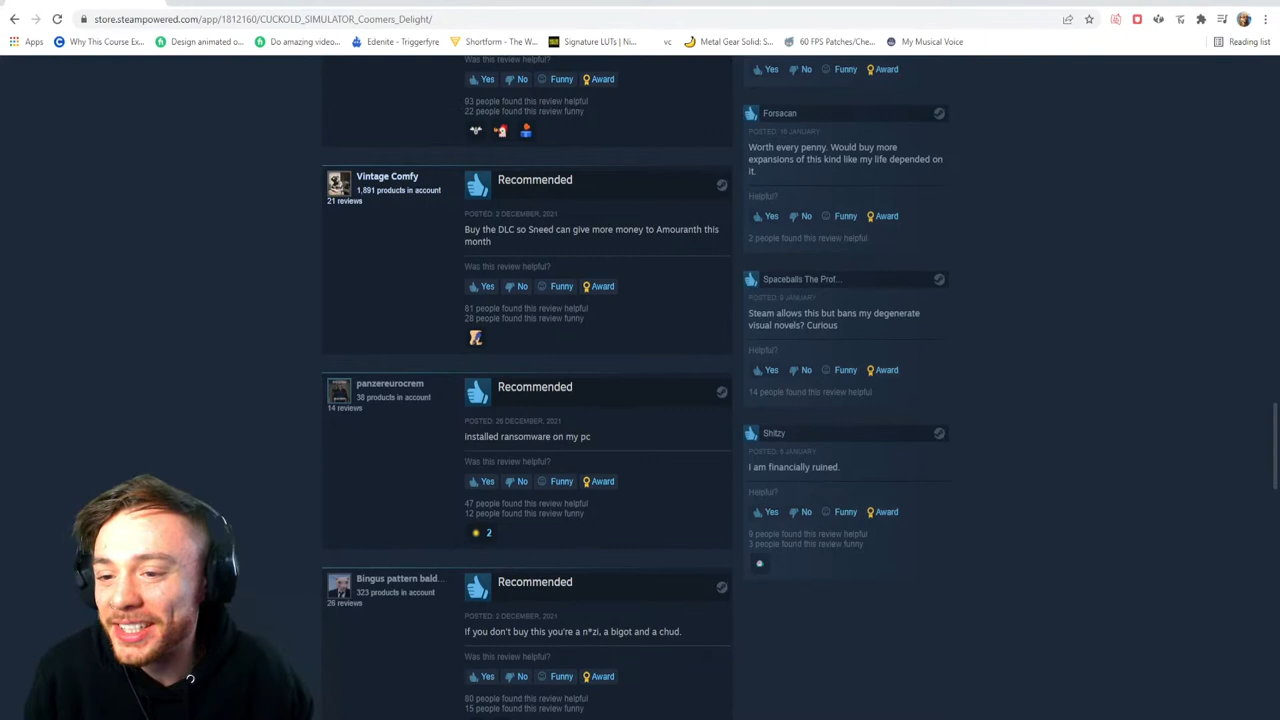 store.steampowered.com/app/1812160/CUCKOLD_SIMULATOR_Coomers_Delight/
Apps
Why This Course Ex...
Design animated o...
Do amazing video...
Edenite - Triggerfyre
Shortform - The W...
Signature LUTs | Ni...
vc
Metal Gear Solid: S...
60 FPS Patches/Che...
My Musical Voice
Reading list
Was this review helpful?
Yes No Funny Award
93 people found this review helpful
22 people found this review funny
Vintage Comfy
1,891 products in account
21 reviews
Recommended
POSTED: 2 DECEMBER, 2021
Buy the DLC so Sneed can give more money to Amouranth this
month
Was this review helpful?
Yes No Funny Award
81 people found this review helpful
28 people found this review funny
panzereurocrem
38 products in account
14 reviews
Recommended
POSTED: 26 DECEMBER, 2021
Installed ransomware on my pc
Was this review helpful?
Yes No Funny Award
47 people found this review helpful
12 people found this review funny
2
Bingus pattern bald...
323 products in account
26 reviews
Recommended
POSTED: 2 DECEMBER, 2021
If you don't buy this you're a n*zi, a bigot and a chud.
Was this review helpful?
Yes No Funny Award
80 people found this review helpful
15 people found this review funny
Yes No Funny Award
Forsacan
POSTED: 19 JANUARY
Worth every penny. Would buy more
expansions of this kind like my life depended on
it.
Helpful?
Yes No Funny Award
2 people found this review helpful
Spaceballs The Prof...
POSTED: 9 JANUARY
Steam allows this but bans my degenerate
visual novels? Curious
Helpful?
Yes No Funny Award
14 people found this review helpful
Shitzy
POSTED: 5 JANUARY
I am financially ruined.
Helpful?
Yes No Funny Award
9 people found this review helpful
3 people found this review funny